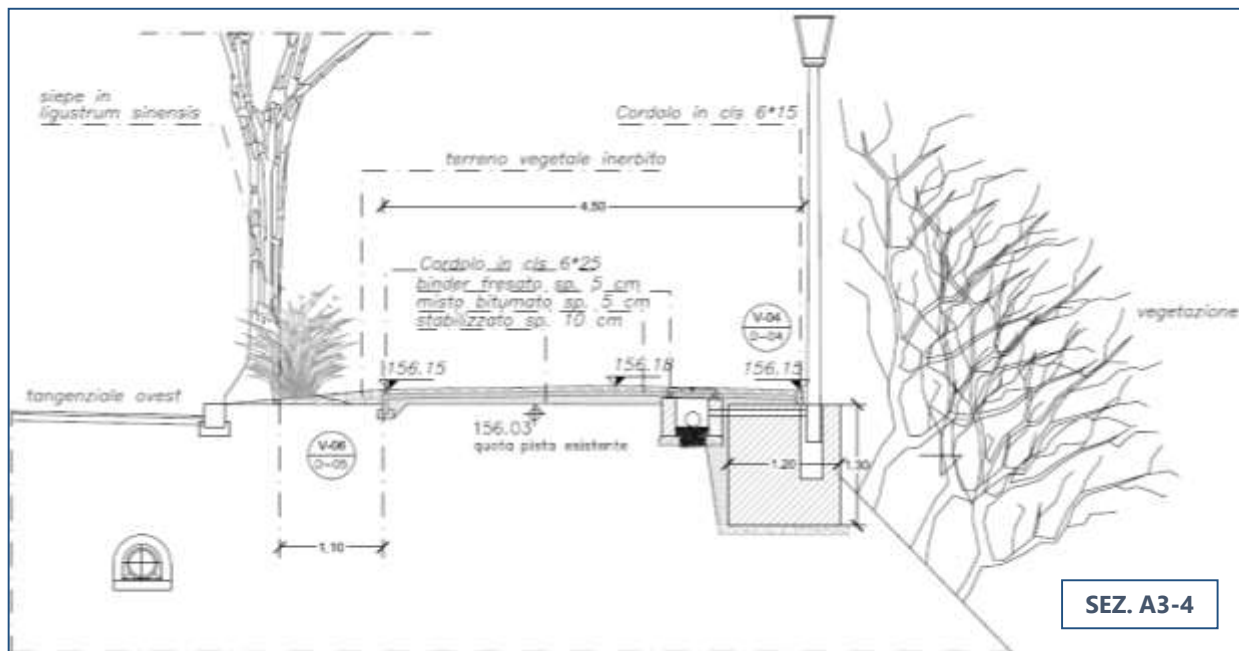 siepe in
ligustrum sinensis
Cordolo in cls 6*15
terreno vegetale inerbito
4.50
Cordolo in cls 6*25
binder fresato sp. 5 cm
misto bitumato sp. 5 cm
stabilizzato sp. 10 cm
V-04
D-04
vegetazione
156.15
156.18
156.15
tangenziale ovest
156.03
quota pista esistente
V-06
D-05
1.20
1.30
1.10
SEZ. A3-4